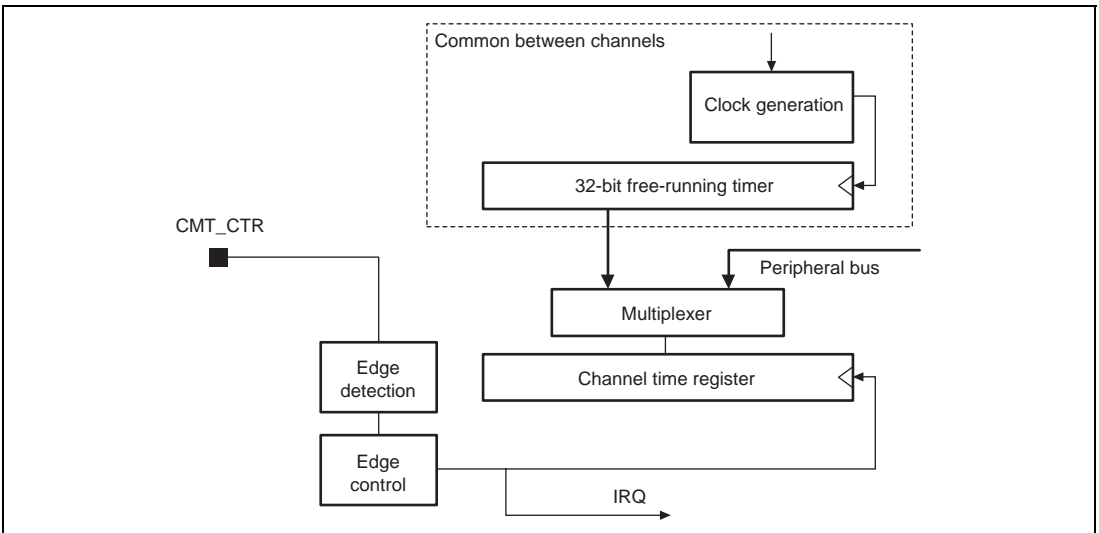 Common between channels
Clock generation
32-bit free-running timer
CMT_CTR
Peripheral bus
Multiplexer
Edge
detection
Channel time register
Edge
control
IRQ